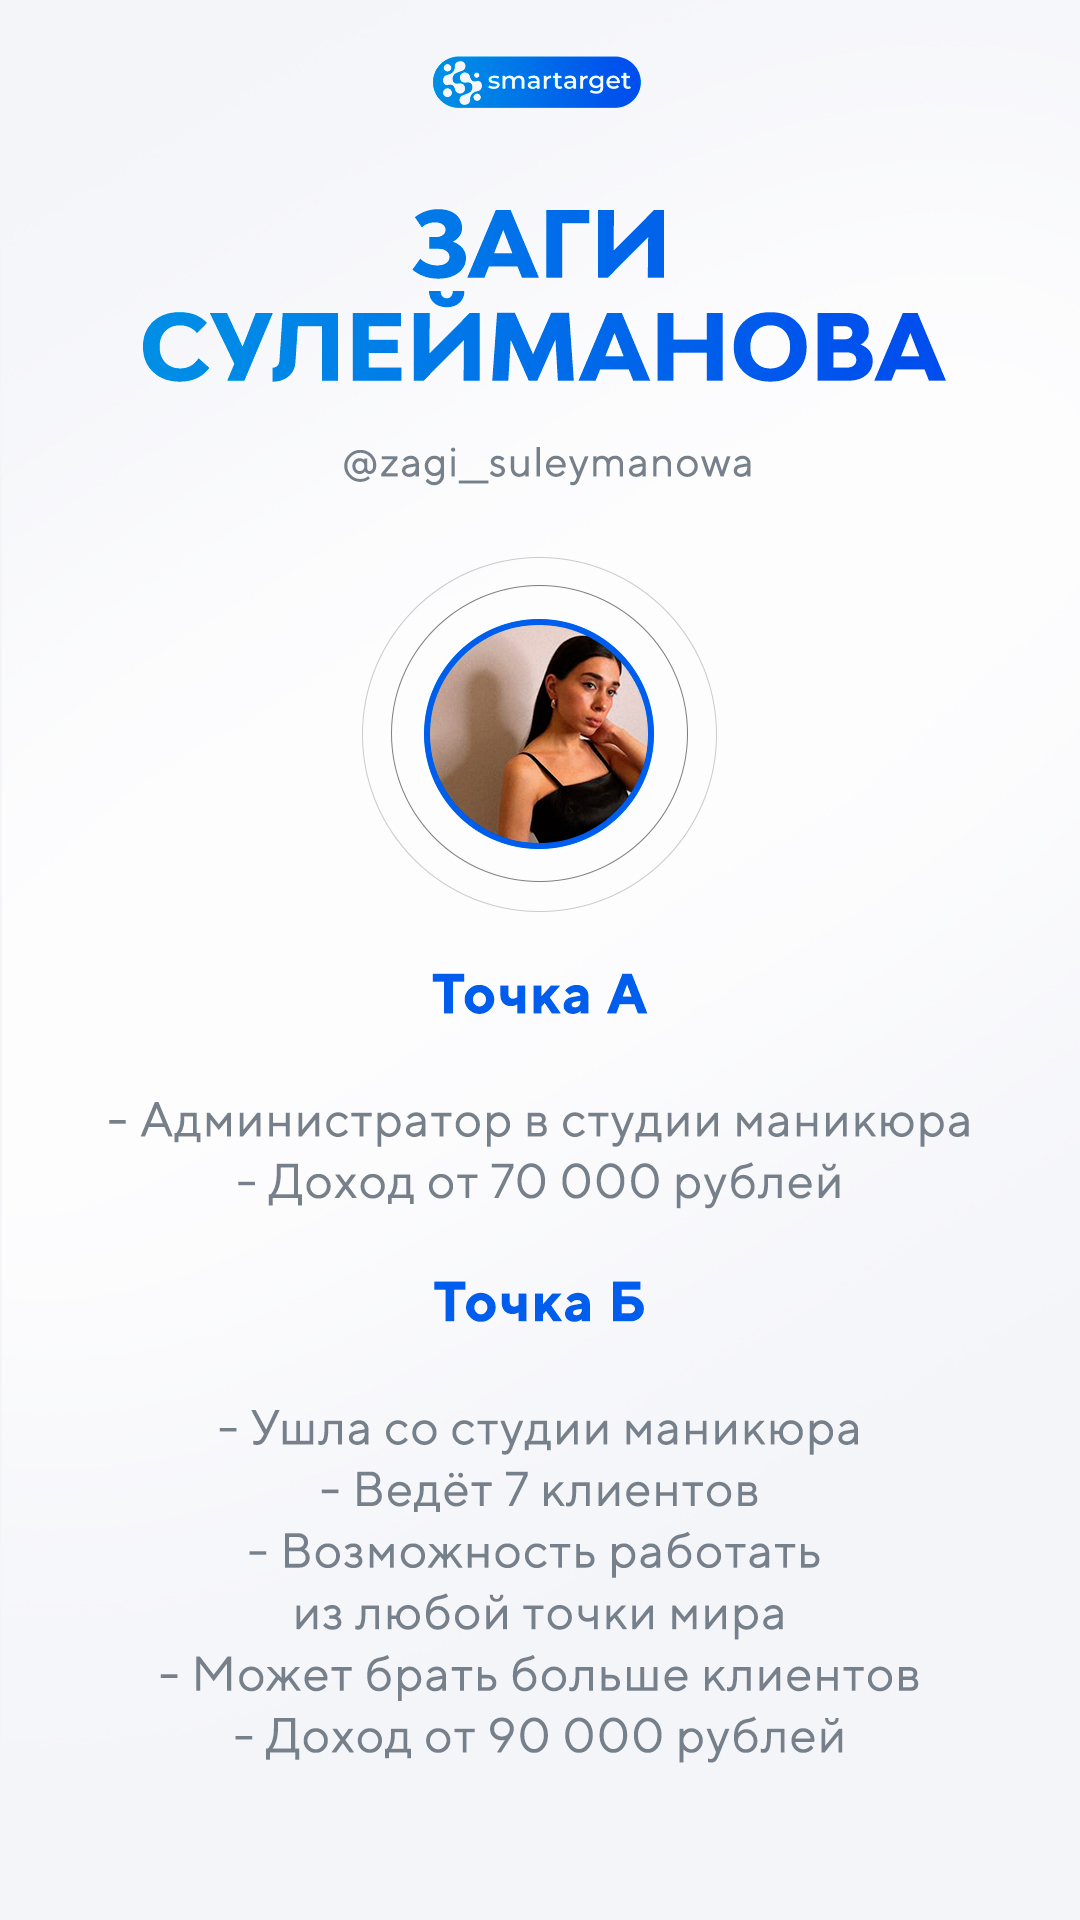 smartarget
ЗАГИ
СУЛЕЙМАНОВА
@zagi_suleymanowa
Точка А
- Администратор в студии маникюра
- Доход от 70 000 рублей
Точка Б
- Ушла со студии маникюра
- Ведёт 7 клиентов
- Возможность работать
из любой точки мира
- Может брать больше клиентов
- Доход от 90 000 рублей